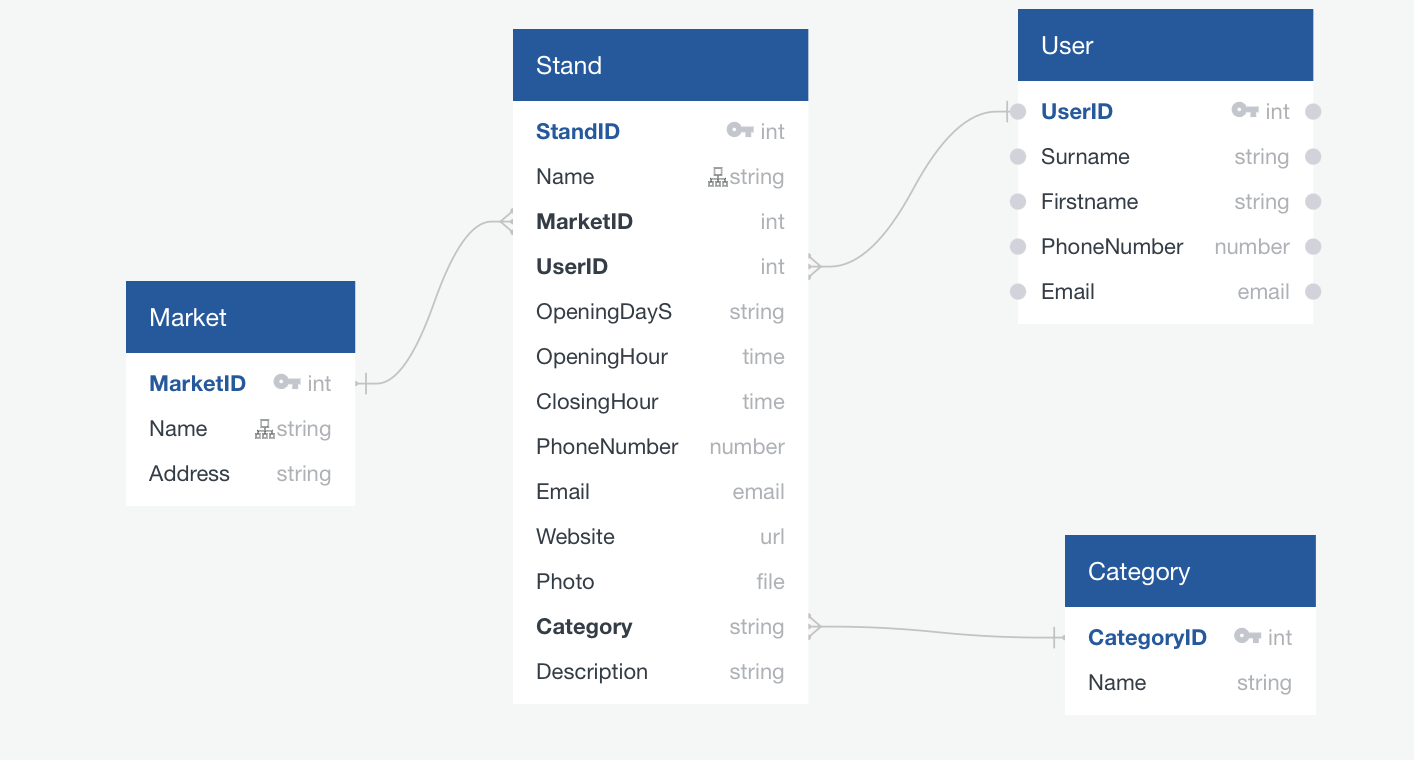 Stand
StandID int
Name string
MarketID int
UserID int
OpeningDayS string
OpeningHour time
ClosingHour time
PhoneNumber number
Email email
Website url
Photo file
Category string
Description string
User
UserID int
Surname string
Firstname string
PhoneNumber number
Email email
Market
MarketID int
Name string
Address string
Category
CategoryID int
Name string